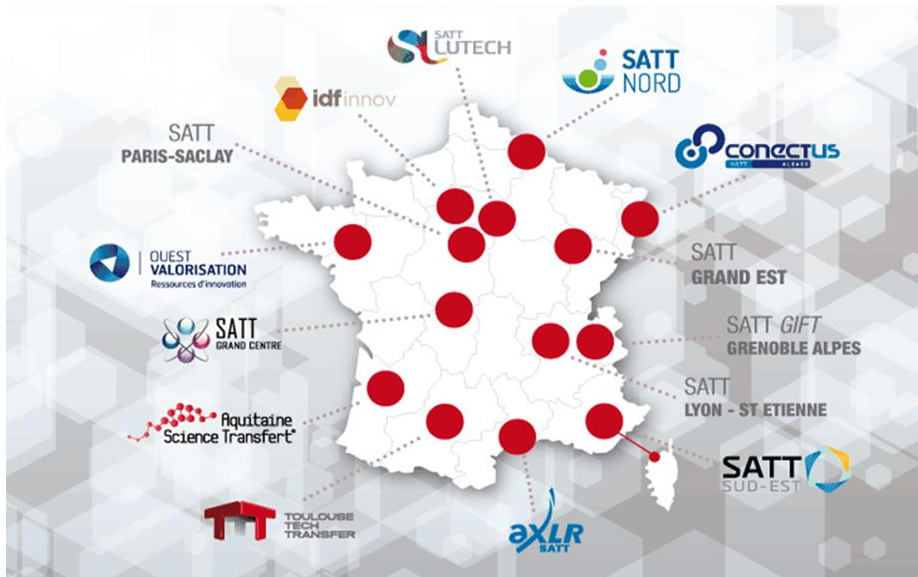 SATT
LUTECH
SATT
NORD
idfinnov
SATT
PARIS-SACLAY
conectus
SATT ALSACE
OUEST
VALORISATION
Ressources d'innovation
SATT
GRAND EST
SATT
GRAND CENTRE
SATT GIFT
GRENOBLE ALPES
SATT
LYON - ST ETIENNE
Aquitaine
Science Transfert
SATT
SUD-EST
TOULOUSE
TECH
TRANSFER
aXLR
SATT